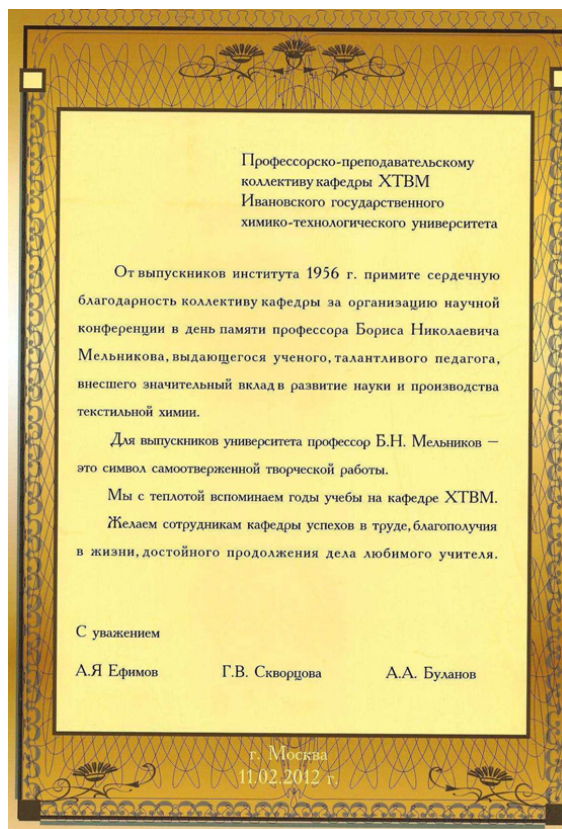 Профессорско-преподавательскому
коллективу кафедры ХТВМ
Ивановского государственного
химико-технологического университета
От выпускников института 1956 г. примите сердечную
благодарность коллективу кафедры за организацию научной
конференции в день памяти профессора Бориса Николаевича
Мельникова, выдающегося ученого, талантливого педагога,
внесшего значительный вклад в развитие науки и производства
текстильной химии.
Для выпускников университета профессор Б.Н. Мельников –
это символ самоотверженной творческой работы.
Мы с теплотой вспоминаем годы учебы на кафедре ХТВМ.
Желаем сотрудникам кафедры успехов в труде, благополучия
в жизни, достойного продолжения дела любимого учителя.
С уважением
А.Я Ефимов Г.В. Скворцова А.А. Буланов
г. Москва
11.02.2012 г.